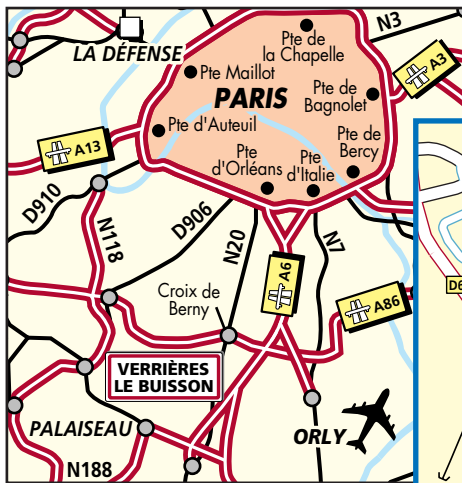 N3
LA DÉFENSE
Pte de
la Chapelle
A3
Pte Maillot
PARIS
Pte de
Bagnolet
Pte d'Auteuil
Pte de
Bercy
A13
Pte
d'Orléans
Pte
d'Italie
D910
N118
D906
N20
N7
A6
D6
Croix de
Berny
A86
VERRIÈRES
LE BUISSON
PALAISEAU
ORLY
N188